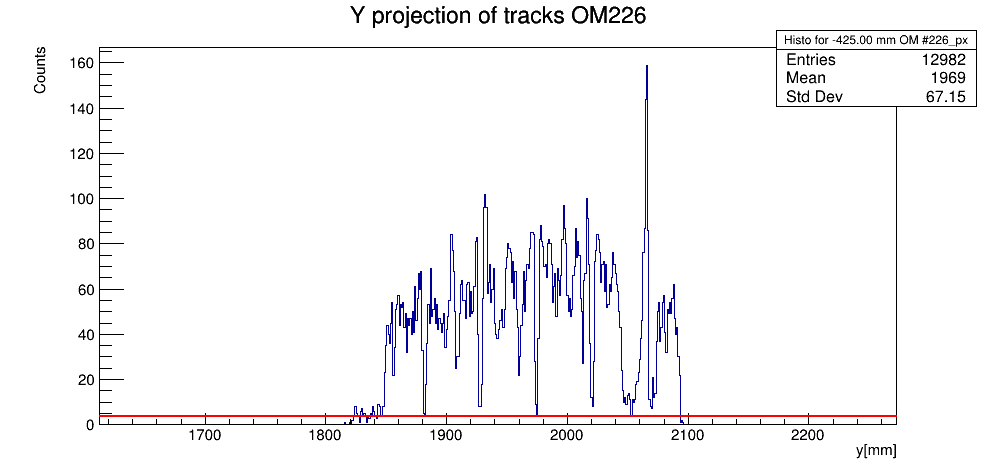 Y projection of tracks OM226
Histo for -425.00 mm OM #226_px
Entries 12982
Mean 1969
Std Dev 67.15
Counts
160
140
120
100
80
60
40
20
0
1700 1800 1900 2000 2100 2200
y[mm]